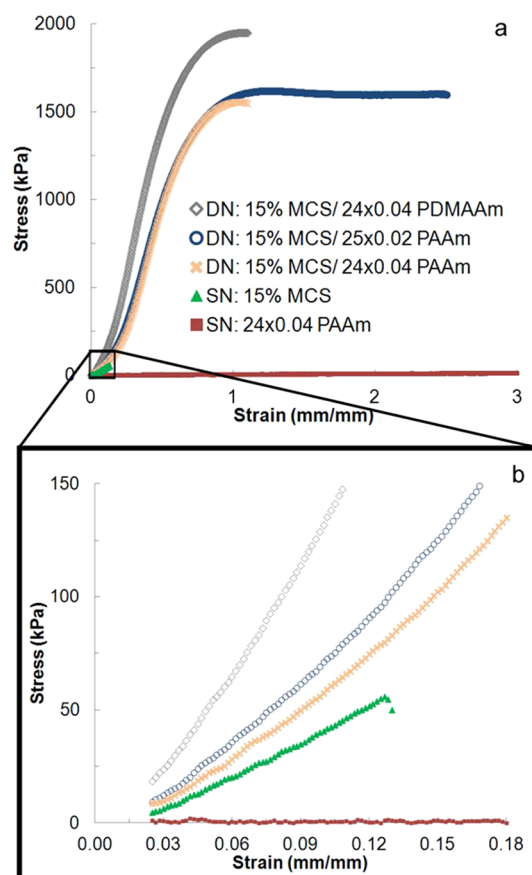 a
2000
1500
1000
500
0
Stress (kPa)
DN: 15% MCS/ 24x0.04 PDMAAm
DN: 15% MCS/ 25x0.02 PAAm
DN: 15% MCS/ 24x0.04 PAAm
SN: 15% MCS
SN: 24x0.04 PAAm
0 1 2 3
Strain (mm/mm)
b
150
100
50
0
Stress (kPa)
0.00 0.03 0.06 0.09 0.12 0.15 0.18
Strain (mm/mm)